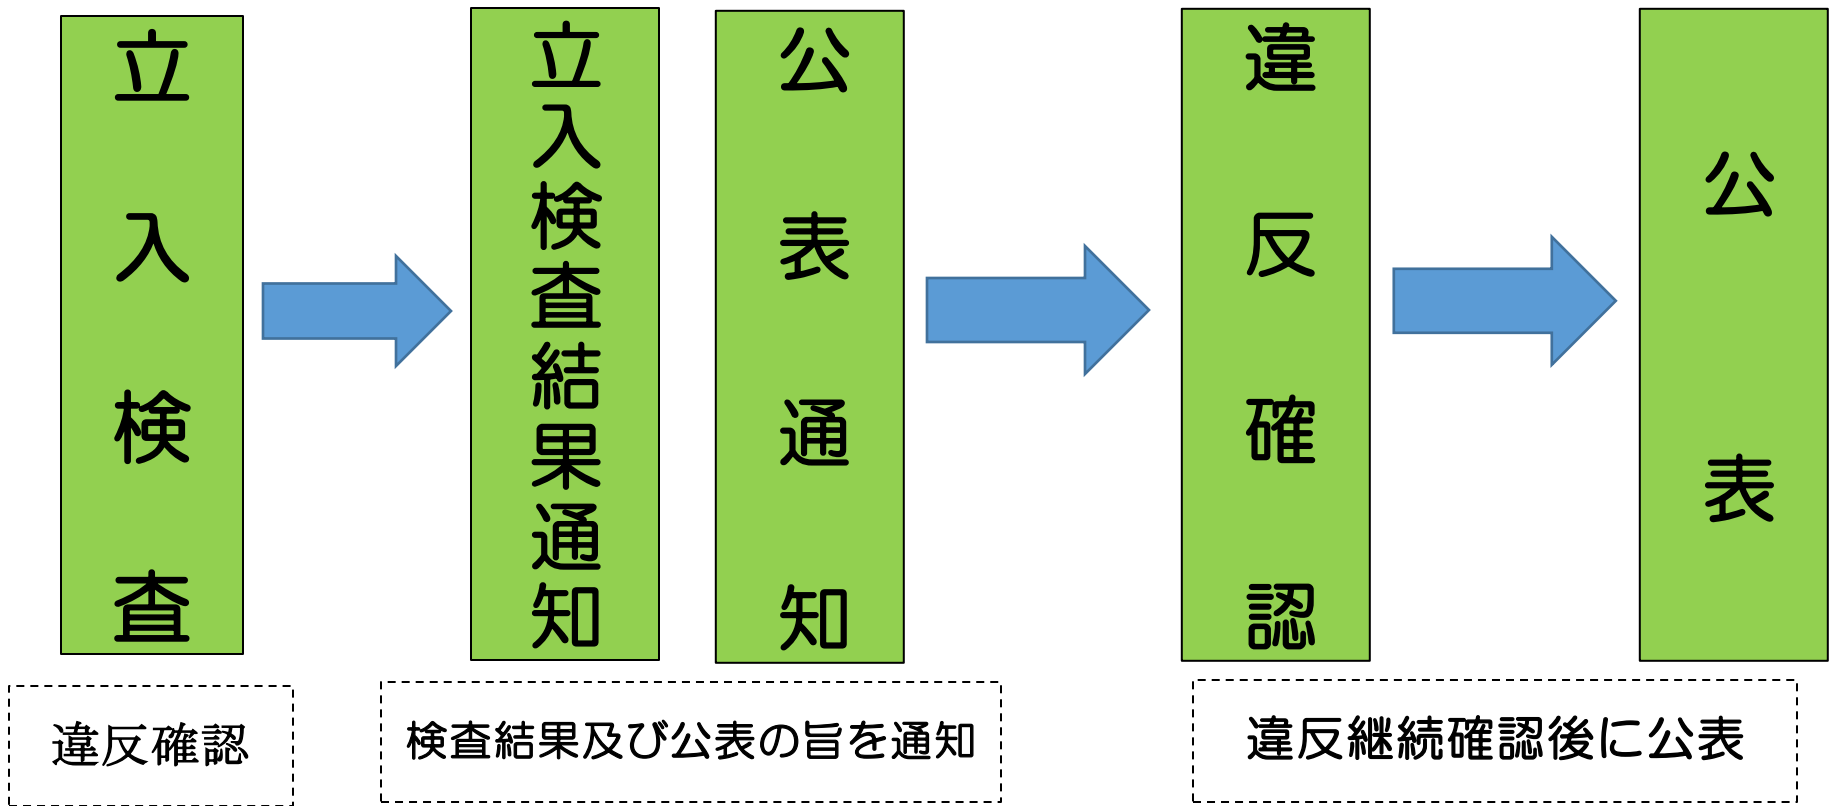 立入検査
立入検査結果通知
公表通知
違反確認
公表
違反確認
検査結果及び公表の旨を通知
違反継続確認後に公表